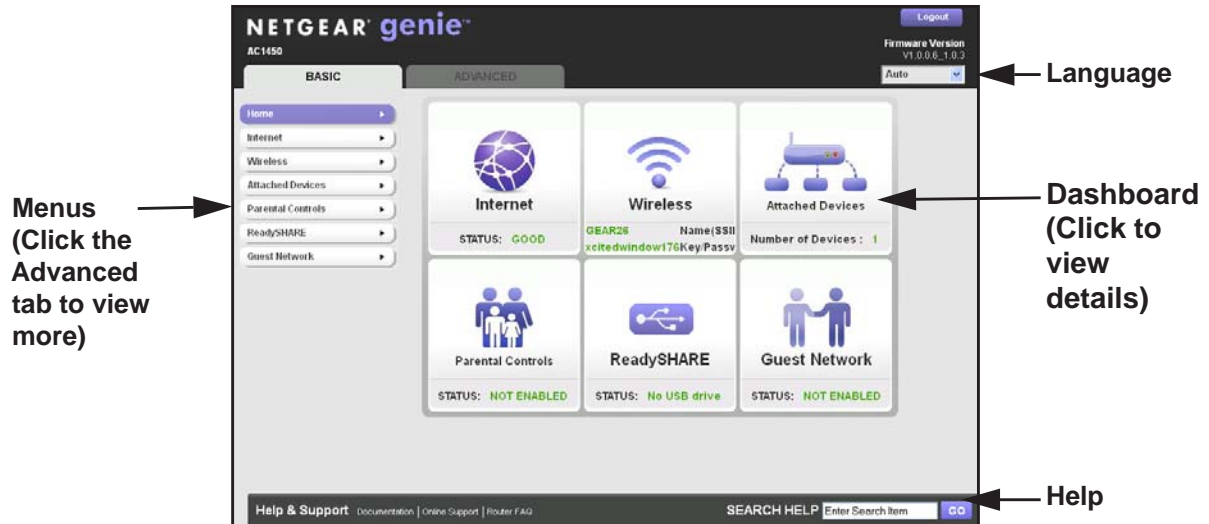 NETGEAR® genie™
Logout
AC1450
Firmware Version
V1.0.0.6_1.0.3
BASIC
ADVANCED
Auto
Language
Home
Internet
Wireless
Attached Devices
Parental Controls
ReadySHARE
Guest Network
Menus
(Click the
Advanced
tab to view
more)
Internet
STATUS: GOOD
Wireless
GEAR26 Name(SSI
xcitedwindow176Key/Passv
Attached Devices
Number of Devices : 1
Dashboard
(Click to
view
details)
Parental Controls
STATUS: NOT ENABLED
ReadySHARE
STATUS: No USB drive
Guest Network
STATUS: NOT ENABLED
Help & Support Documentation | Online Support | Router FAQ
SEARCH HELP Enter Search Item GO
Help